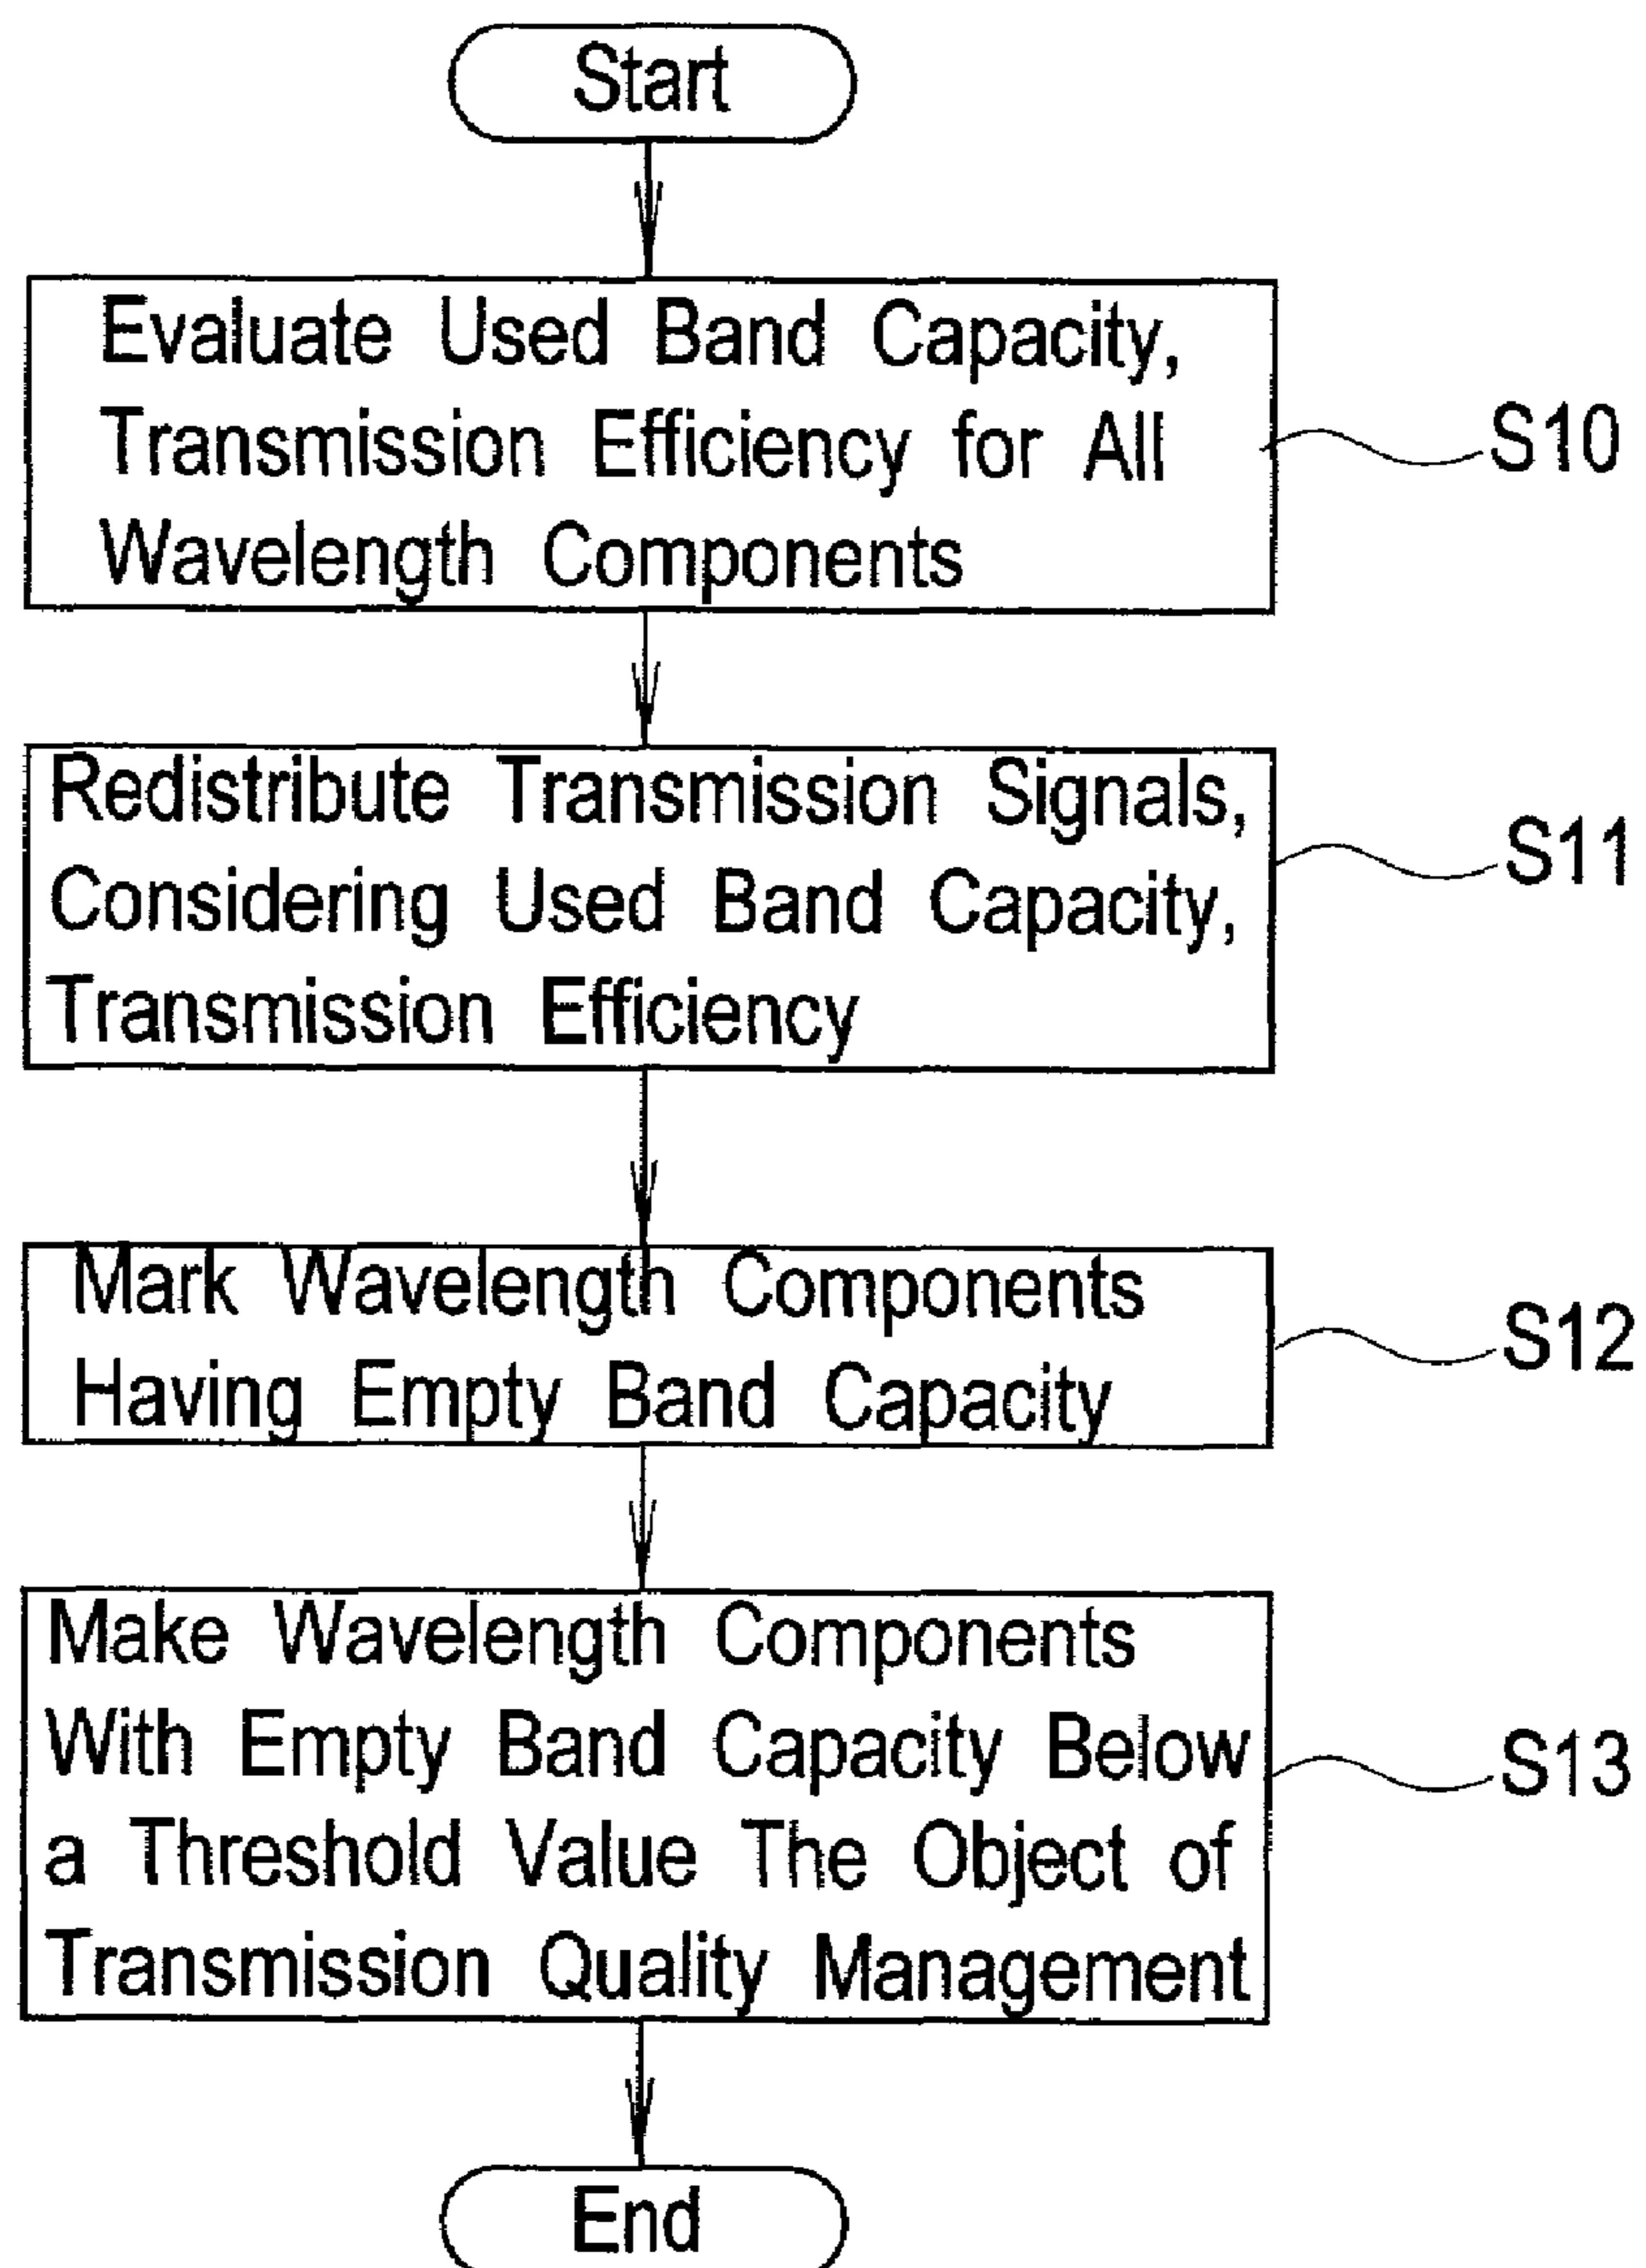 Start
Evaluate Used Band Capacity,
Transmission Efficiency for All
Wavelength Components
S10
Redistribute Transmission Signals,
Considering Used Band Capacity,
Transmission Efficiency
S11
Mark Wavelength Components
Having Empty Band Capacity
S12
Make Wavelength Components
With Empty Band Capacity Below
a Threshold Value The Object of
Transmission Quality Management
S13
End